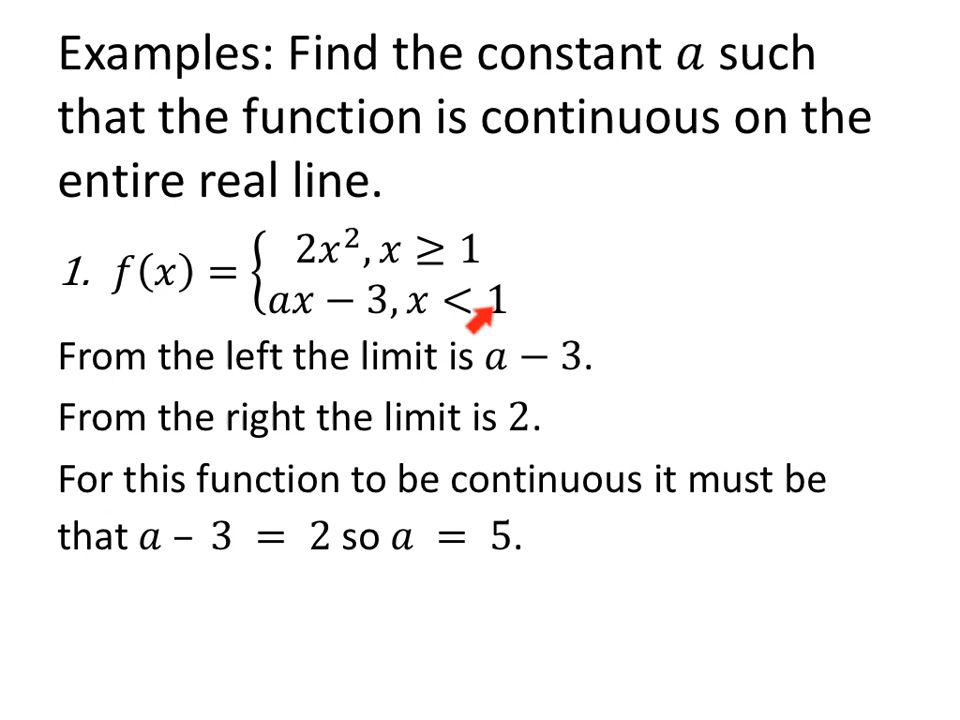 Examples: Find the constant a such
that the function is continuous on the
entire real line.
1. f(x) = { 2x², x ≥ 1
ax − 3, x < 1
From the left the limit is a − 3.
From the right the limit is 2.
For this function to be continuous it must be
that a – 3 = 2 so a = 5.